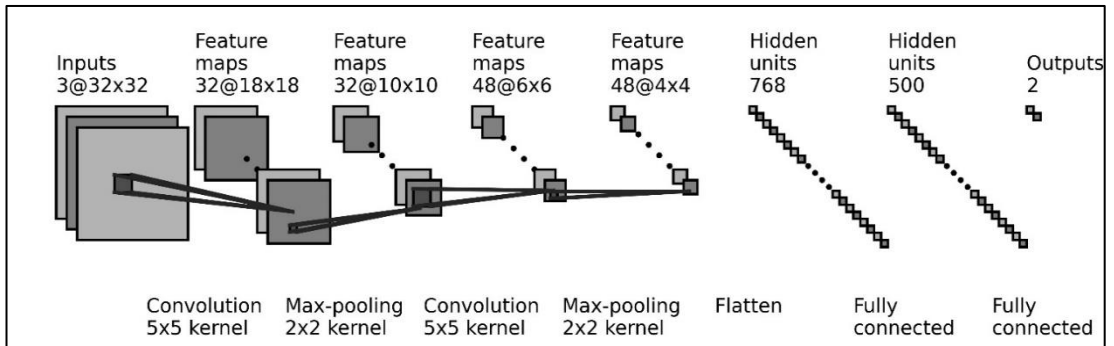 Inputs
3@32x32
Feature
maps
32@18x18
Feature
maps
32@10x10
Feature
maps
48@6x6
Feature
maps
48@4x4
Hidden
units
768
Hidden
units
500
Outputs
2
Convolution
5x5 kernel
Max-pooling
2x2 kernel
Convolution
5x5 kernel
Max-pooling
2x2 kernel
Flatten
Fully
connected
Fully
connected